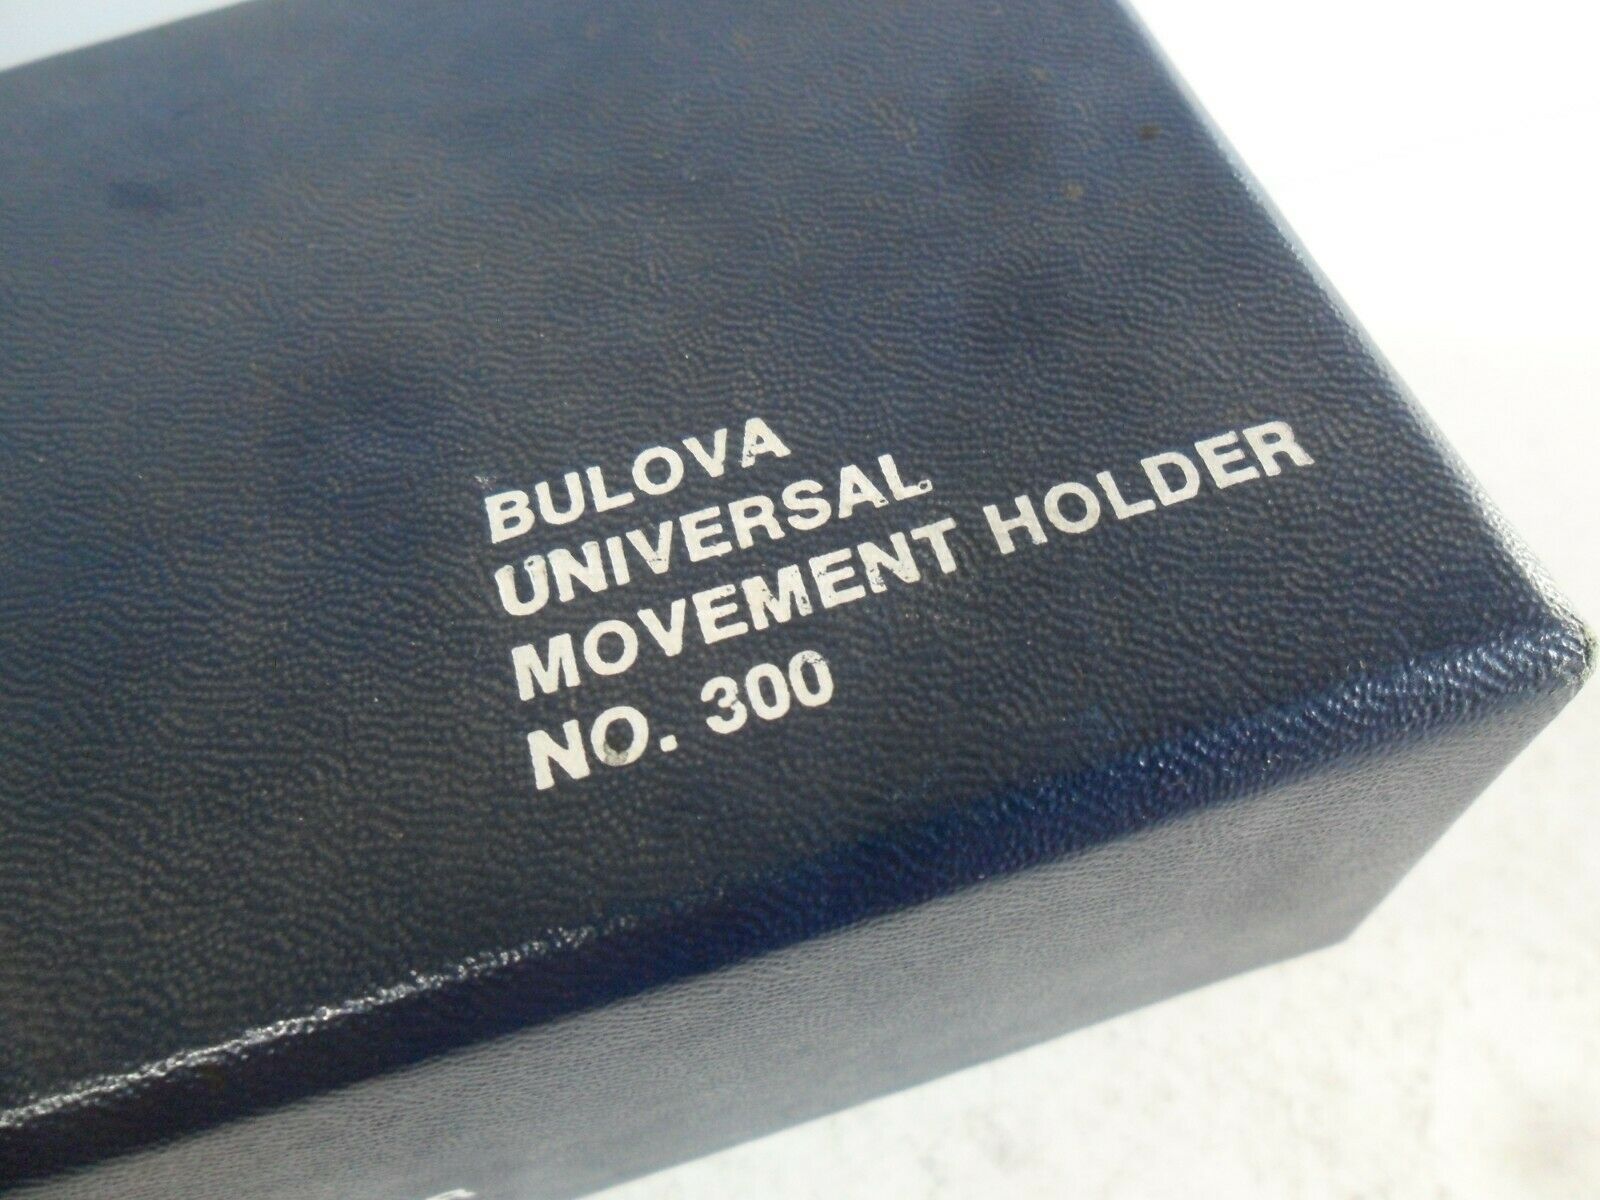 BULOVA
UNIVERSAL
MOVEMENT HOLDER
NO. 300